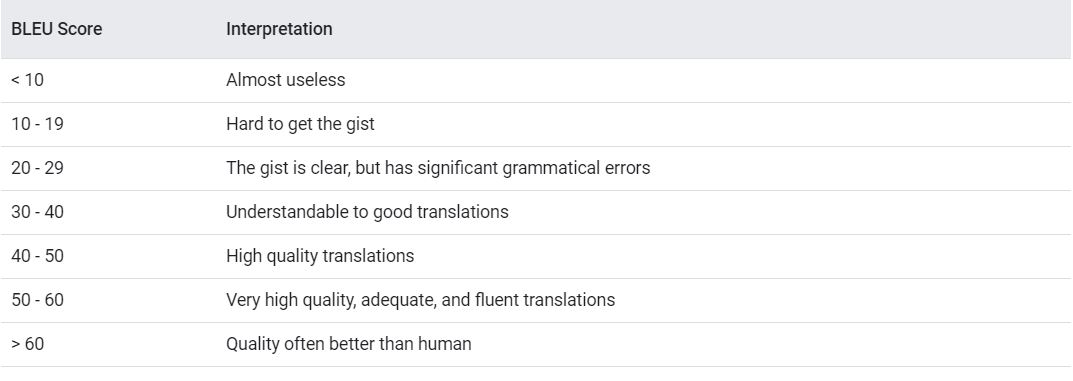 BLEU Score Interpretation
< 10 Almost useless
10 - 19 Hard to get the gist
20 - 29 The gist is clear, but has significant grammatical errors
30 - 40 Understandable to good translations
40 - 50 High quality translations
50 - 60 Very high quality, adequate, and fluent translations
> 60 Quality often better than human